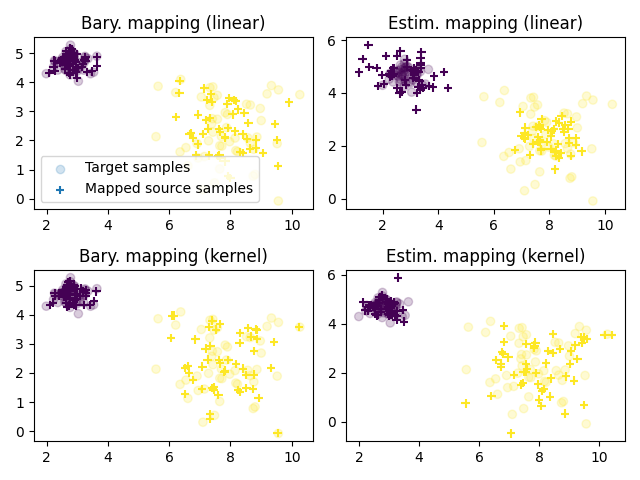 Bary. mapping (linear)
5
4
3
2
1
0
Target samples
Mapped source samples
2 4 6 8 10
Estim. mapping (linear)
6
4
2
0
2 4 6 8 10
Bary. mapping (kernel)
5
4
3
2
1
0
2 4 6 8 10
Estim. mapping (kernel)
6
4
2
0
2 4 6 8 10